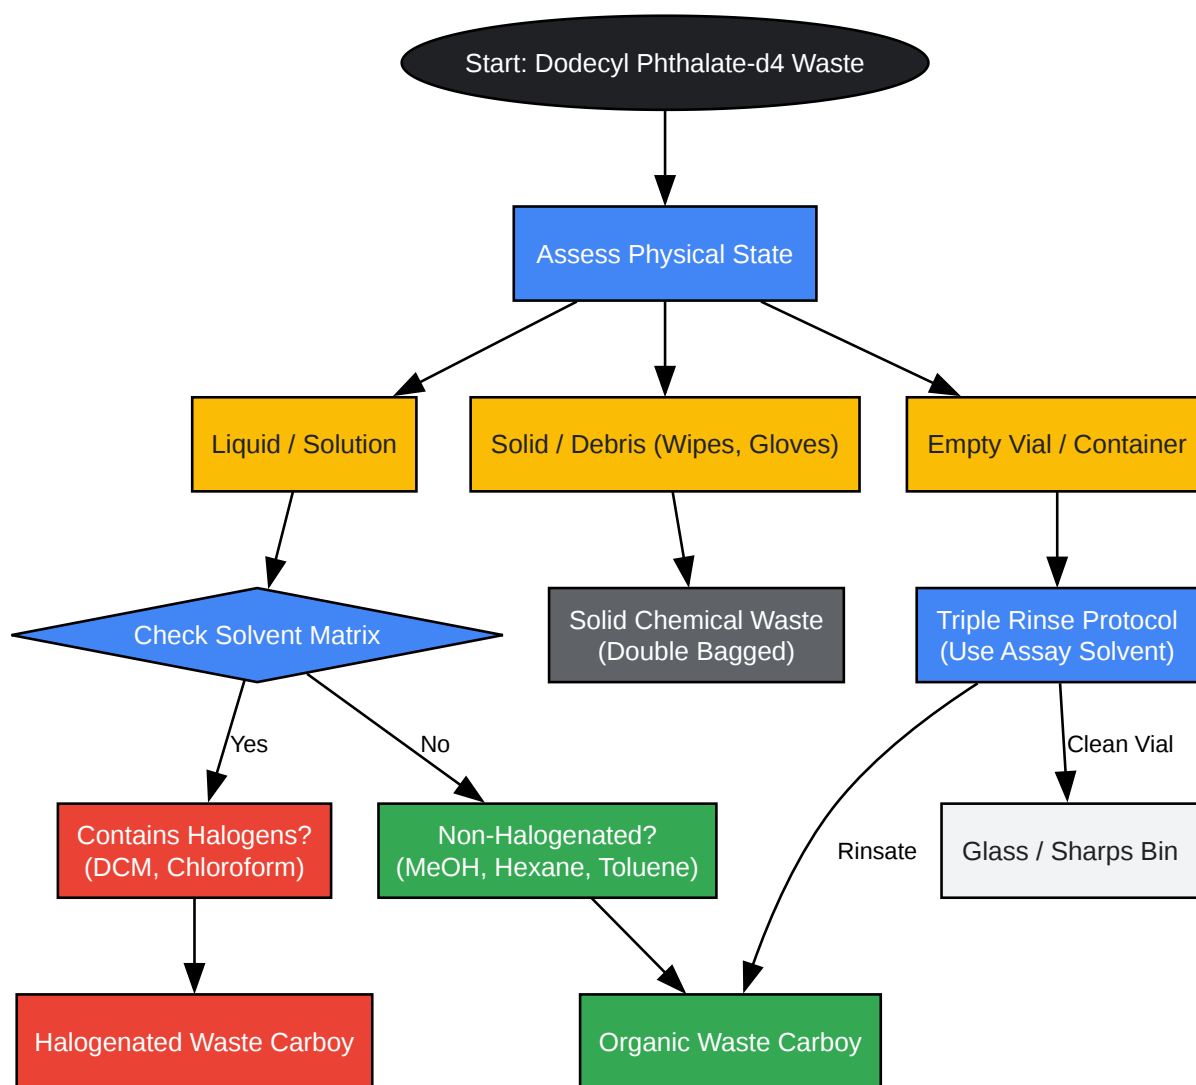 Start: Dodecyl Phthalate-d4 Waste
Assess Physical State
Liquid / Solution
Solid / Debris (Wipes, Gloves)
Empty Vial / Container
Check Solvent Matrix
Solid Chemical Waste
(Double Bagged)
Triple Rinse Protocol
(Use Assay Solvent)
Yes
No
Clean Vial
Contains Halogens?
(DCM, Chloroform)
Non-Halogenated?
(MeOH, Hexane, Toluene)
Rinsate
Glass / Sharps Bin
Halogenated Waste Carboy
Organic Waste Carboy